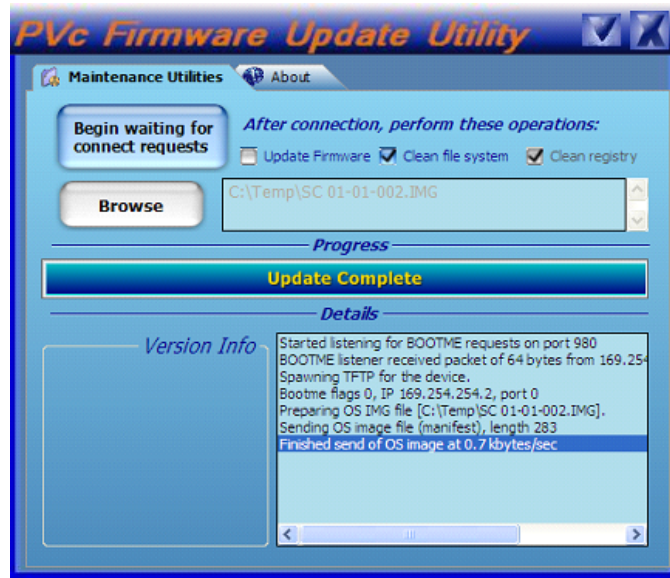 PVc Firmware Update Utility
Maintenance Utilities
About
Begin waiting for
connect requests
After connection, perform these operations:
Update Firmware
Clean file system
Clean registry
Browse
C:\Temp\SC 01-01-002.IMG
Progress
Update Complete
Details
Version Info
Started listening for BOOTME requests on port 980
BOOTME listener received packet of 64 bytes from 169.254
Spawning TFTP for the device.
Bootme flags 0, IP 169.254.254.2, port 0
Preparing OS IMG file [C:\Temp\SC 01-01-002.IMG].
Sending OS image file (manifest), length 283
Finished send of OS image at 0.7 kbytes/sec